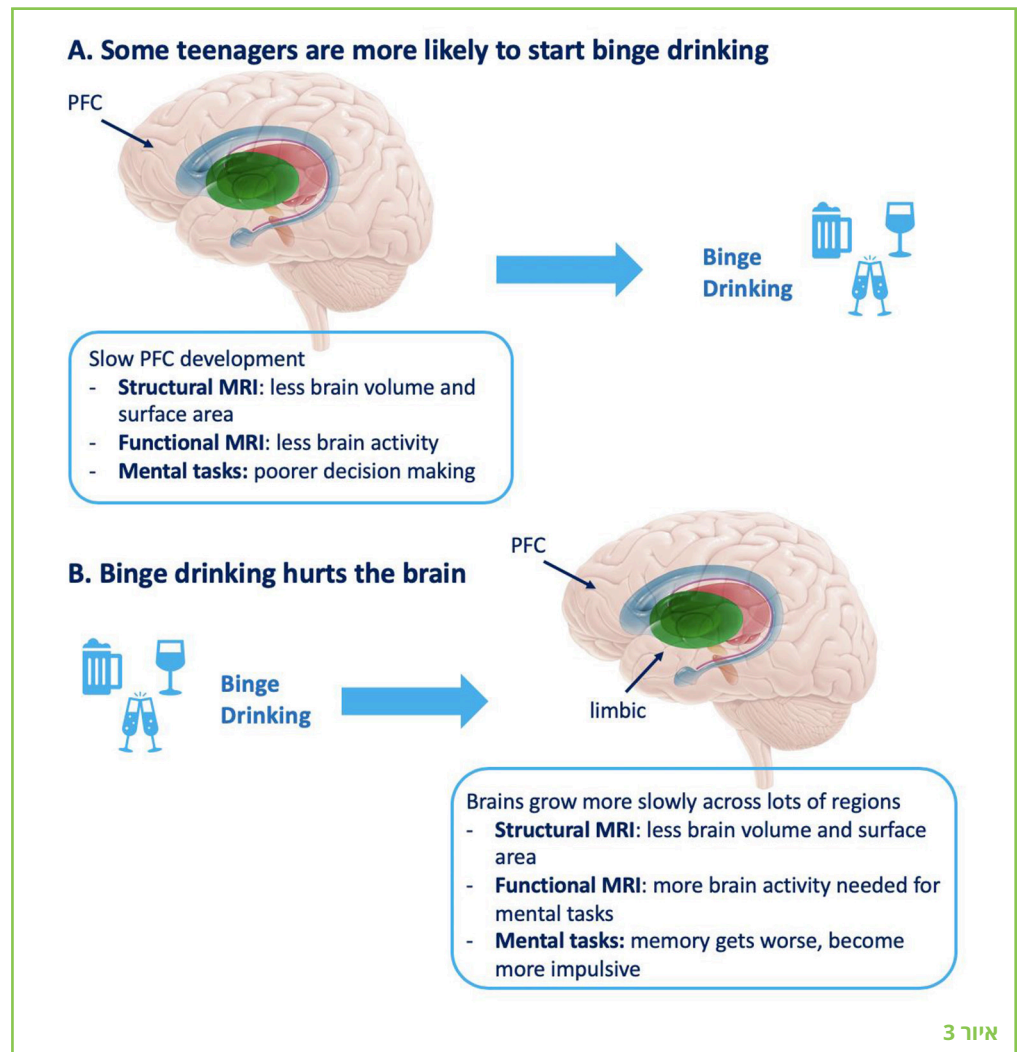 A. Some teenagers are more likely to start binge drinking
PFC
Binge
Drinking
Slow PFC development
- Structural MRI: less brain volume and
surface area
- Functional MRI: less brain activity
- Mental tasks: poorer decision making
B. Binge drinking hurts the brain
PFC
Binge
Drinking
limbic
Brains grow more slowly across lots of regions
- Structural MRI: less brain volume and surface
area
- Functional MRI: more brain activity needed for
mental tasks
- Mental tasks: memory gets worse, become
more impulsive
איור 3